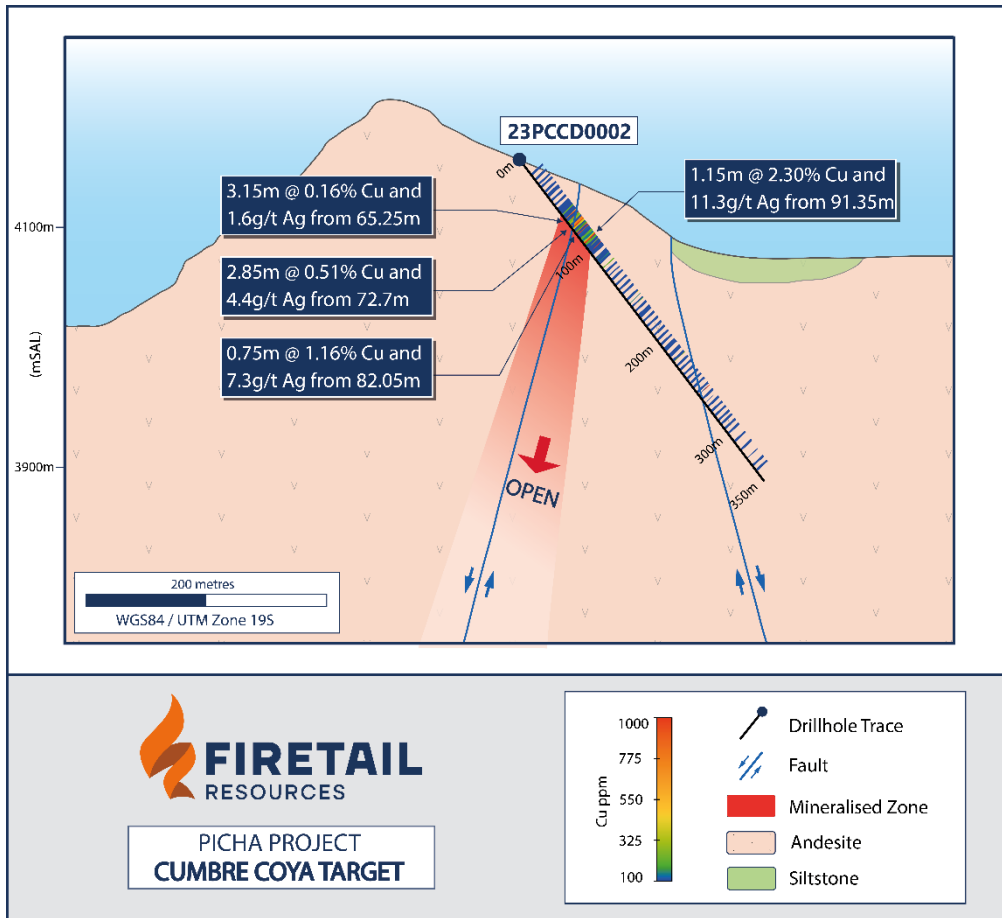 23PCCD0002
0m
3.15m @ 0.16% Cu and
1.6g/t Ag from 65.25m
1.15m @ 2.30% Cu and
11.3g/t Ag from 91.35m
4100m
2.85m @ 0.51% Cu and
4.4g/t Ag from 72.7m
100m
0.75m @ 1.16% Cu and
7.3g/t Ag from 82.05m
200m
(mSAL)
300m
3900m
350m
OPEN
200 metres
WGS84 / UTM Zone 19S
FIRETAIL
RESOURCES
PICHA PROJECT
CUMBRE COYA TARGET
Cu ppm
1000
775
550
325
100
Drillhole Trace
Fault
Mineralised Zone
Andesite
Siltstone